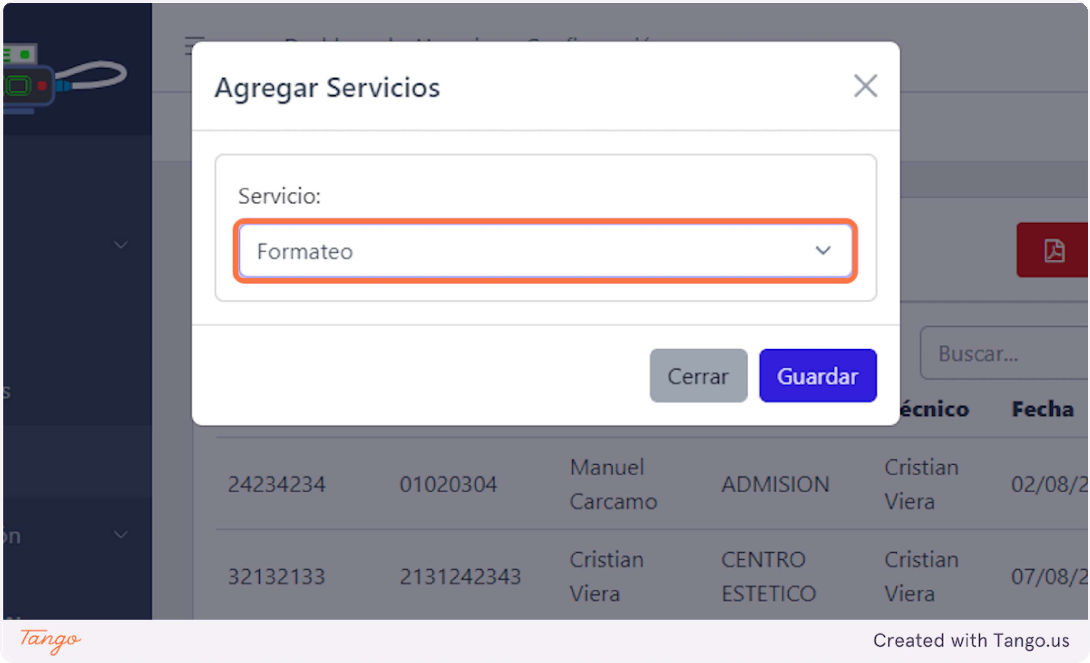 Agregar Servicios
Servicio:
Formateo
Cerrar
Guardar
Buscar...
écnico
Fecha
24234234
01020304
Manuel
Carcamo
ADMISION
Cristian
Viera
02/08/2
32132133
2131242343
Cristian
Viera
CENTRO
ESTETICO
Cristian
Viera
07/08/2
s
ón
Tango
Created with Tango.us